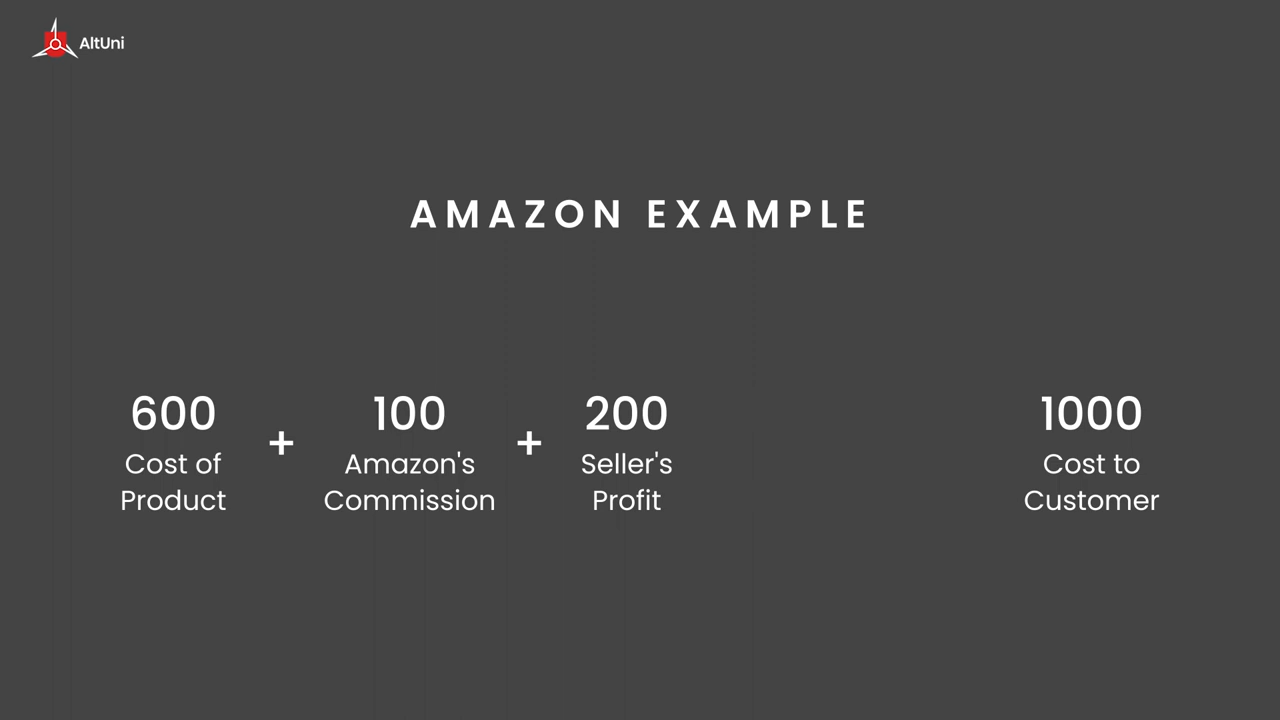 AltUni
AMAZON EXAMPLE
600
Cost of
Product
+
100
Amazon's
Commission
+
200
Seller's
Profit
1000
Cost to
Customer